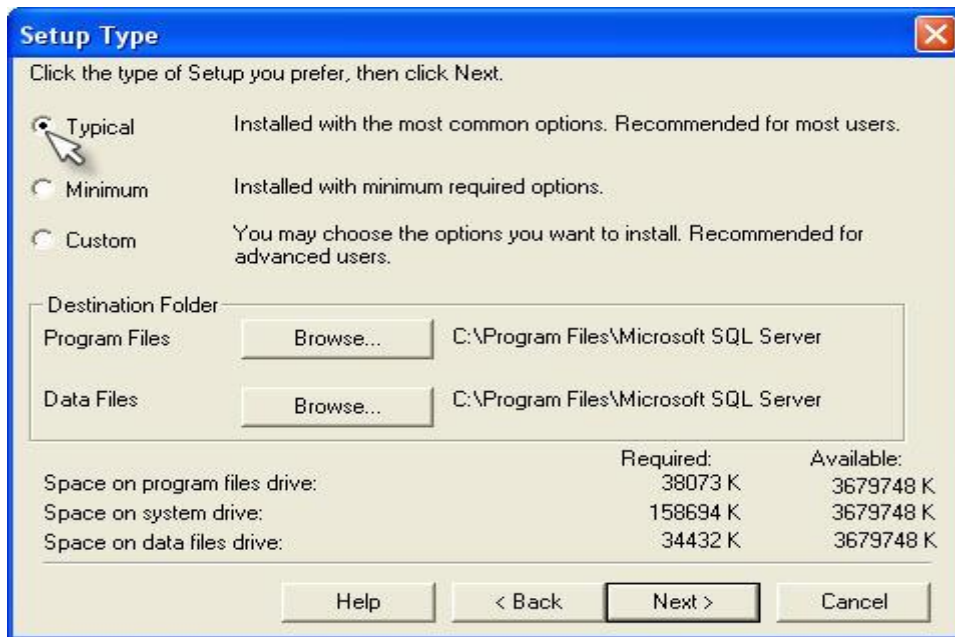 Setup Type
Click the type of Setup you prefer, then click Next.
Typical Installed with the most common options. Recommended for most users.
Minimum Installed with minimum required options.
Custom You may choose the options you want to install. Recommended for
advanced users.
Destination Folder
Program Files Browse... C:\Program Files\Microsoft SQL Server
Data Files Browse... C:\Program Files\Microsoft SQL Server
Required: Available:
Space on program files drive: 38073 K 3679748 K
Space on system drive: 158694 K 3679748 K
Space on data files drive: 34432 K 3679748 K
Help < Back Next > Cancel